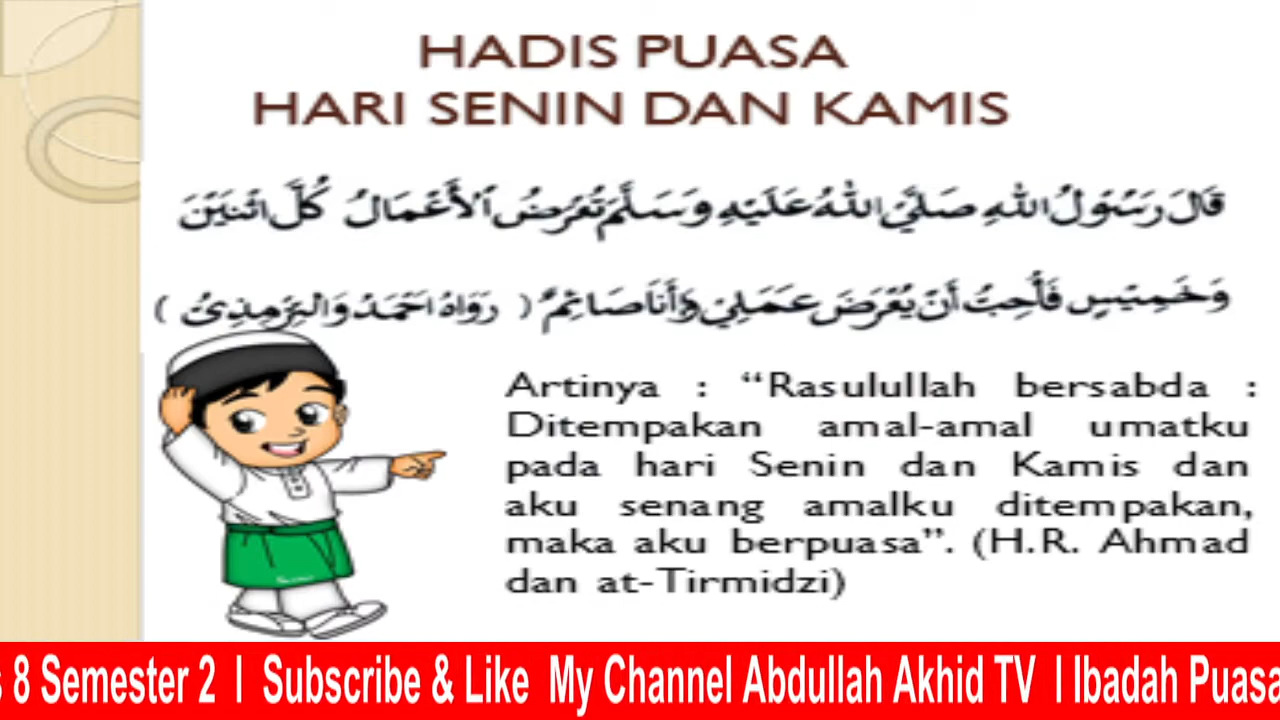 HADIS PUASA
HARI SENIN DAN KAMIS
قَالَ رَسُوْلُ اللهِ صَلَّيَ اللهُ عَلَيْهِ وَسَلَّمَ تُعْرَضُ الْأَعْمَالُ كُلَّ اثْنَيْنَ
وَخَمِيْسٍ فَأُحِبُّ أَنْ يُعْرَضَ عَمَلِيْ وَأَنَا صَائِمٌ ( رَوَاهُ اَحْمَدُ وَالتِّرْمِذِيُّ )
Artinya : “Rasulullah bersabda :
Ditempakan amal-amal umatku
pada hari Senin dan Kamis dan
aku senang amalku ditempakan,
maka aku berpuasa”. (H.R. Ahmad
dan at-Tirmidzi)
s 8 Semester 2 I Subscribe & Like My Channel Abdullah Akhid TV I Ibadah Puasa